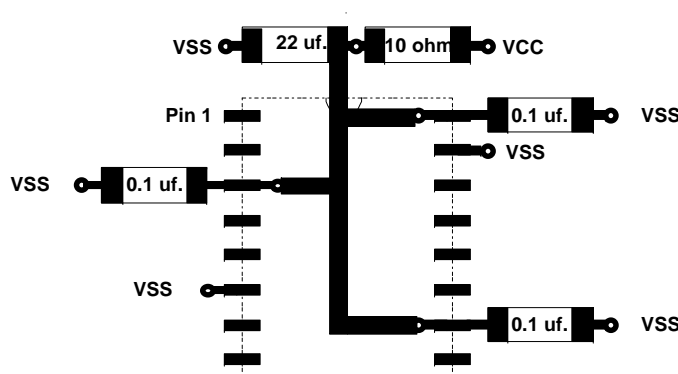 VSS 22 uf. 10 ohm VCC
Pin 1 0.1 uf. VSS
VSS
VSS 0.1 uf.
VSS
0.1 uf. VSS